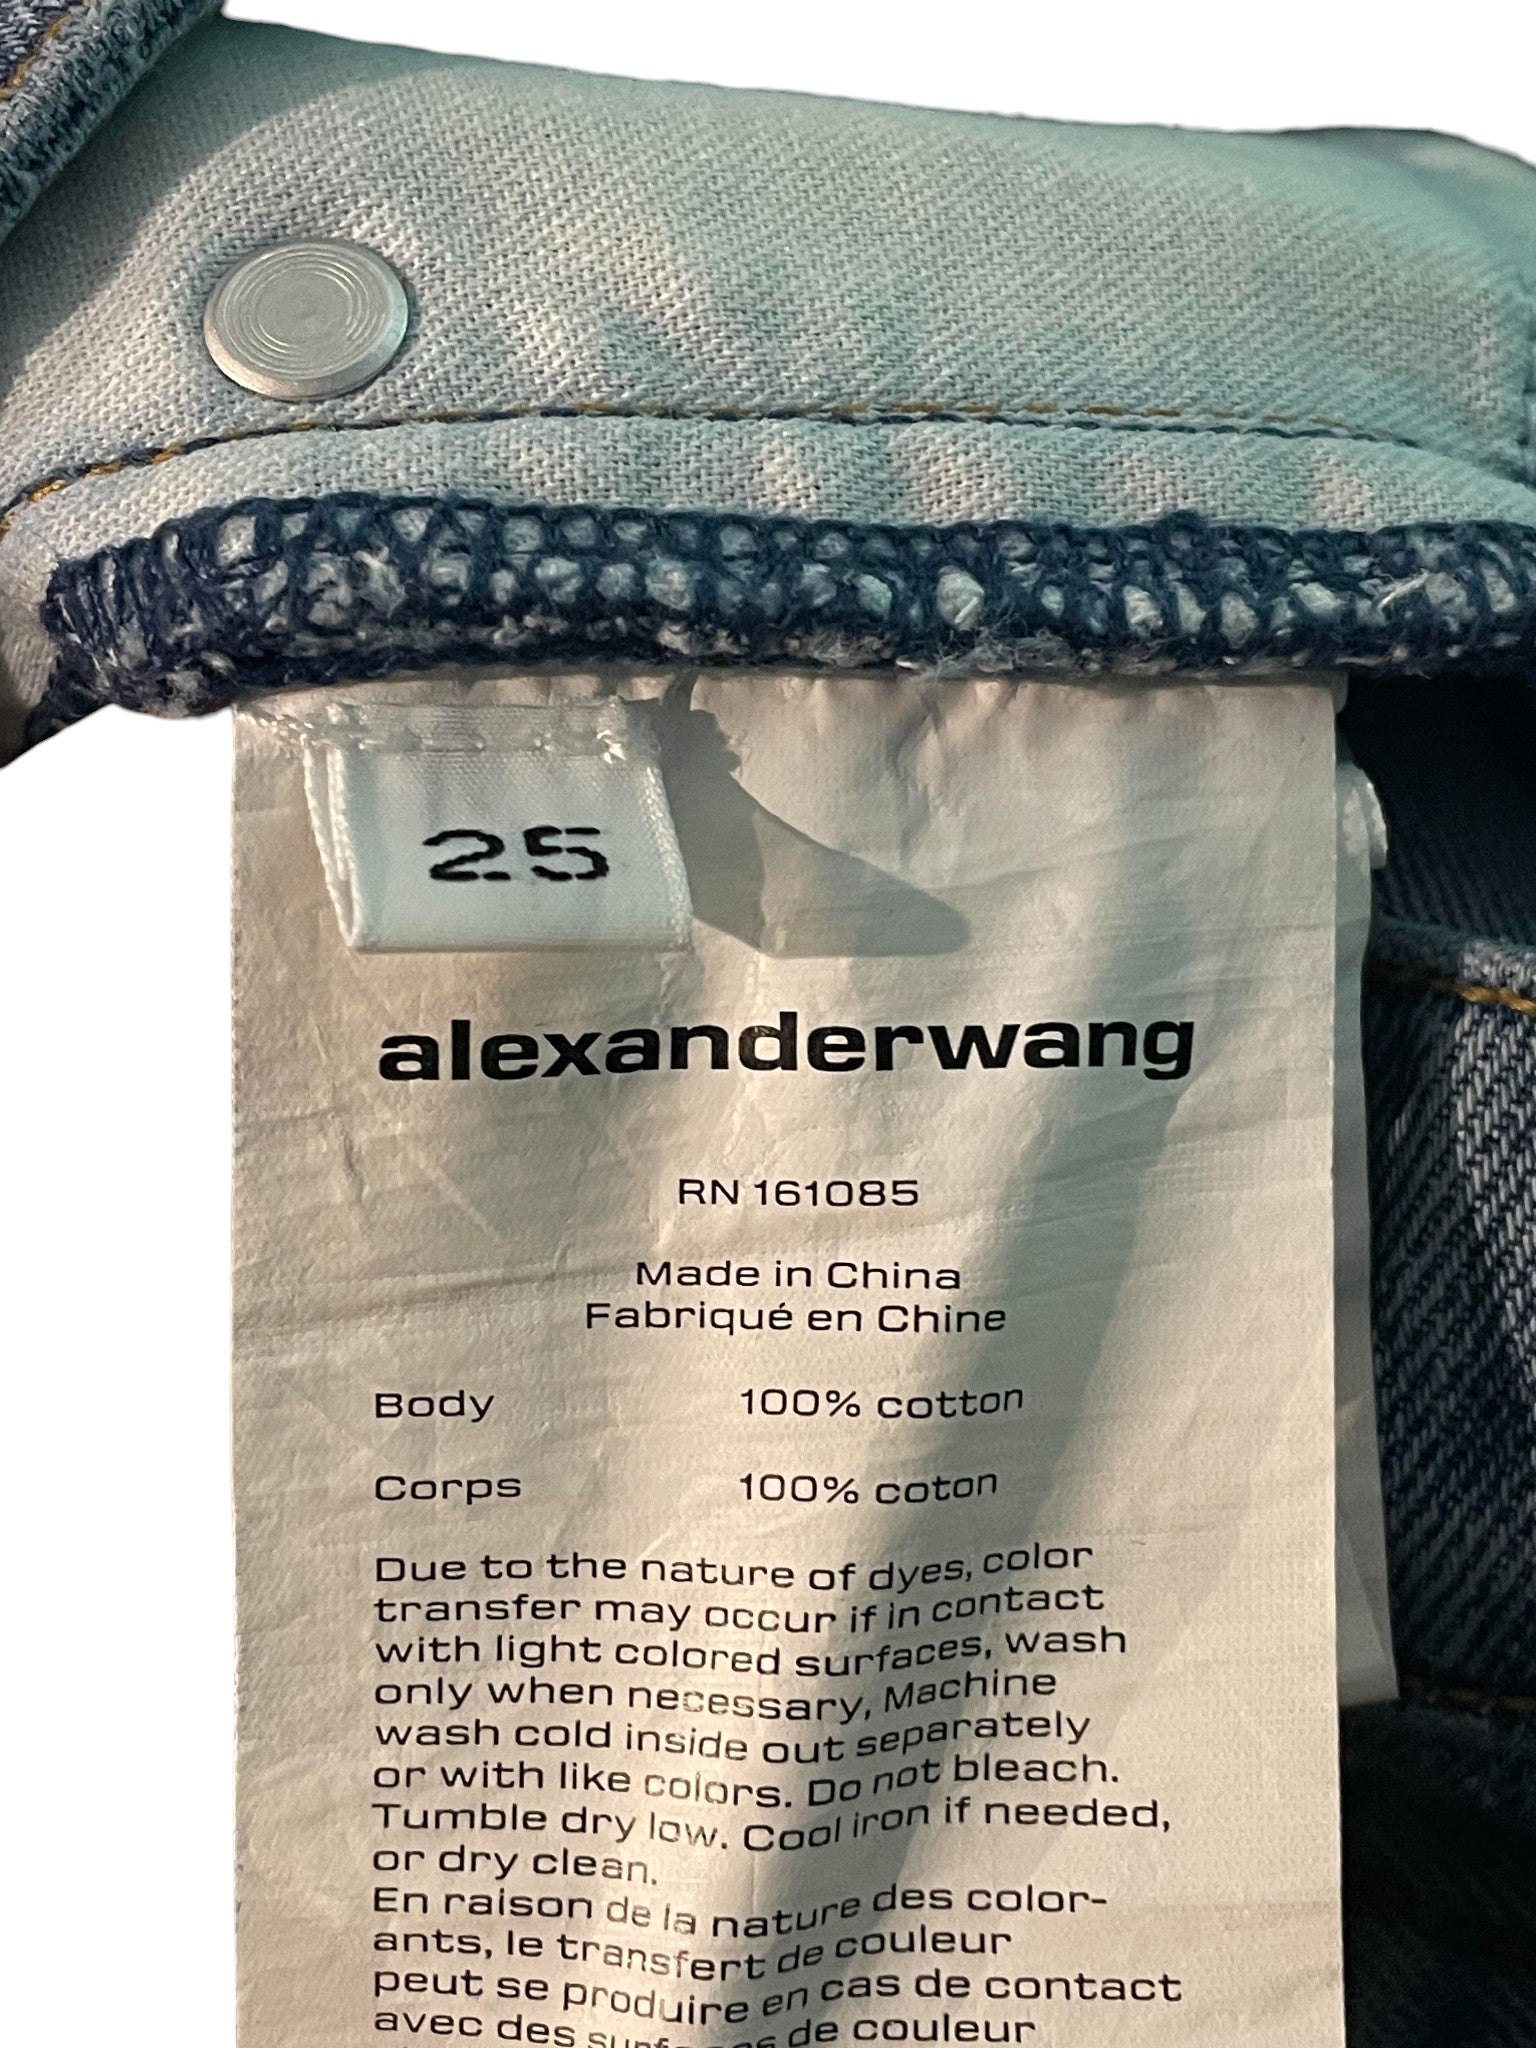 25
alexanderwang
RN 161085
Made in China
Fabriqué en Chine
Body 100% cotton
Corps 100% coton
Due to the nature of dyes, color
transfer may occur if in contact
with light colored surfaces, wash
only when necessary, Machine
wash cold inside out separately
or with like colors. Do not bleach.
Tumble dry low. Cool iron if needed,
or dry clean.
En raison de la nature des color-
ants, le transfert de couleur
peut se produire en cas de contact
avec des surfaces de couleur